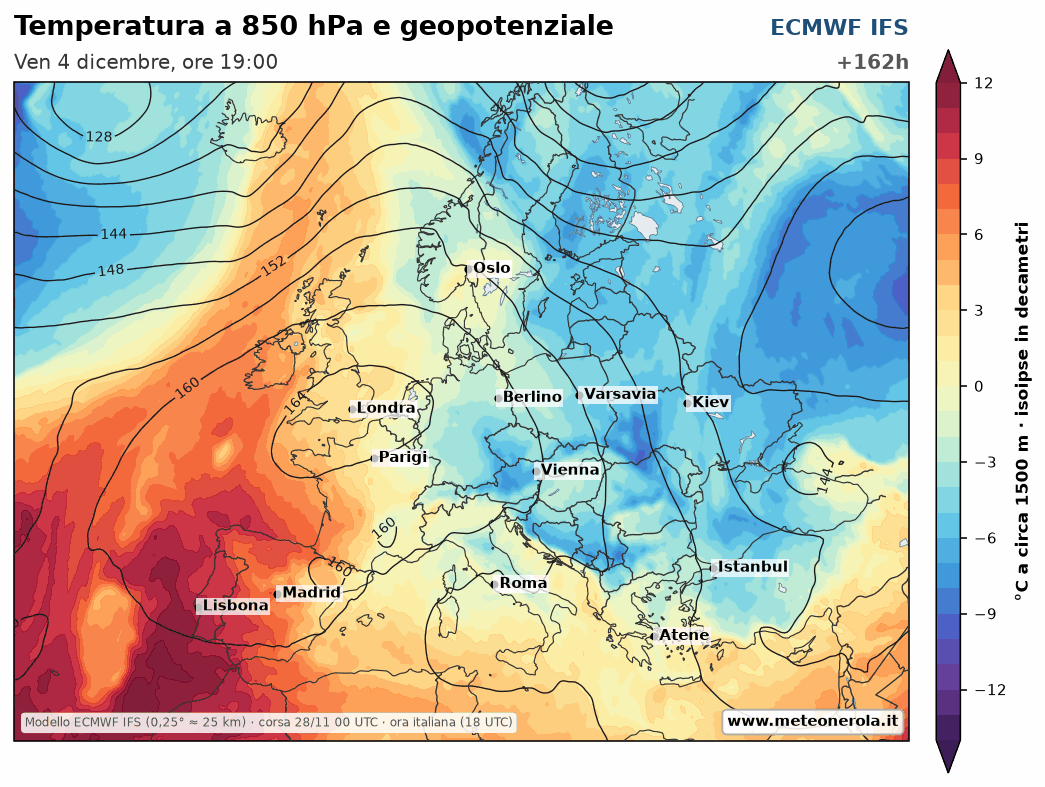 Temperatura a 850 hPa e geopotenziale
ECMWF IFS
Ven 4 dicembre, ore 19:00
+162h
128
144
148
152
160
164
160
160
144
Oslo
Londra
Berlino
Varsavia
Kiev
Parigi
Vienna
Roma
Istanbul
Madrid
Lisbona
Atene
12
9
6
3
0
−3
−6
−9
−12
°C a circa 1500 m · isoipse in decametri
Modello ECMWF IFS (0,25° ≈ 25 km) · corsa 28/11 00 UTC · ora italiana (18 UTC)
www.meteonerola.it